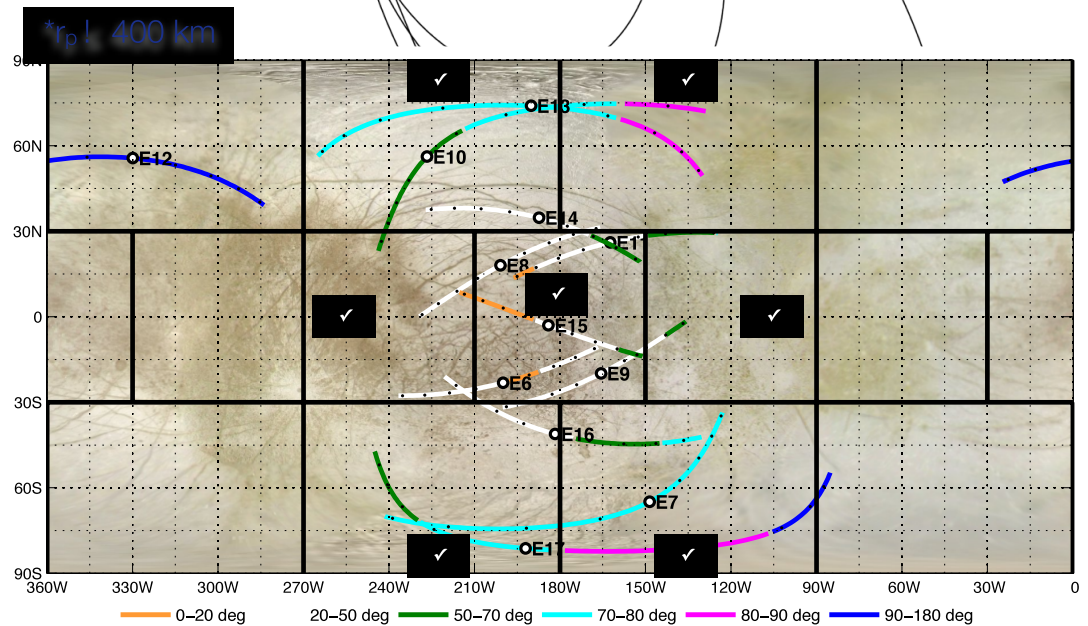 *rₚ ≤ 400 km
90N
✓ ✓
E13
60N
E12
E10
E14
30N
E11
E8
✓
0 ✓ ✓
E15
E9
E6
30S
E16
60S
E7
E17
✓ ✓
90S
360W 330W 300W 270W 240W 210W 180W 150W 120W 90W 60W 30W 0
0–20 deg 20–50 deg 50–70 deg 70–80 deg 80–90 deg 90–180 deg